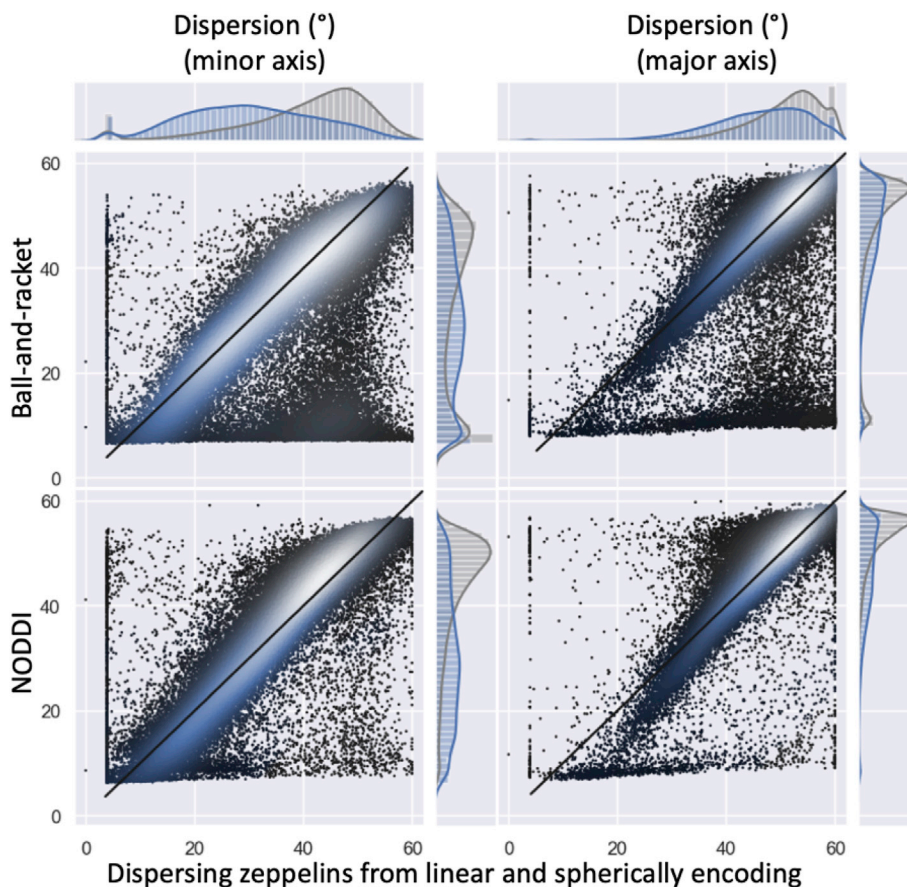 Dispersion (°)
(minor axis)
Dispersion (°)
(major axis)
60
40
20
0
Ball-and-racket
60
40
20
0
NODDI
0 20 40 60 0 20 40 60
Dispersing zeppelins from linear and spherically encoding